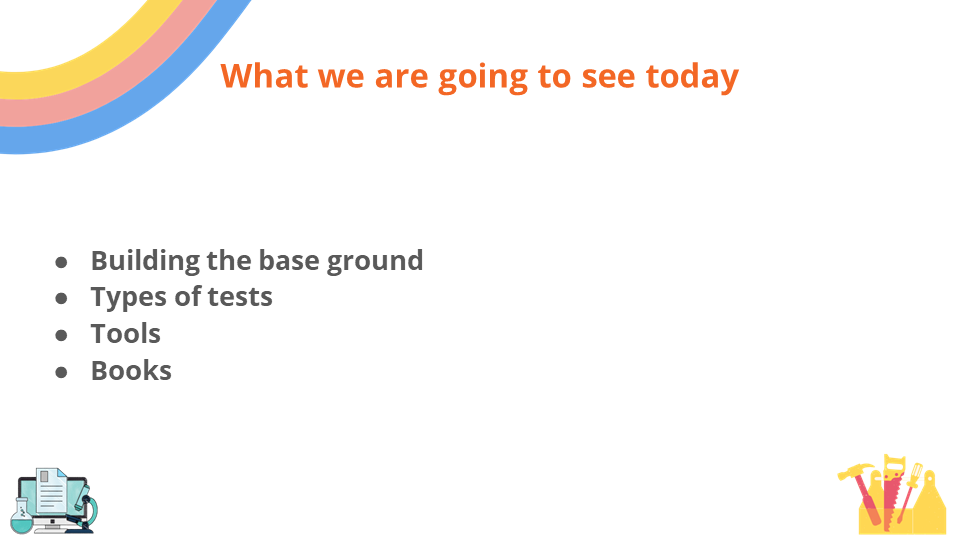 What we are going to see today
● Building the base ground
● Types of tests
● Tools
● Books